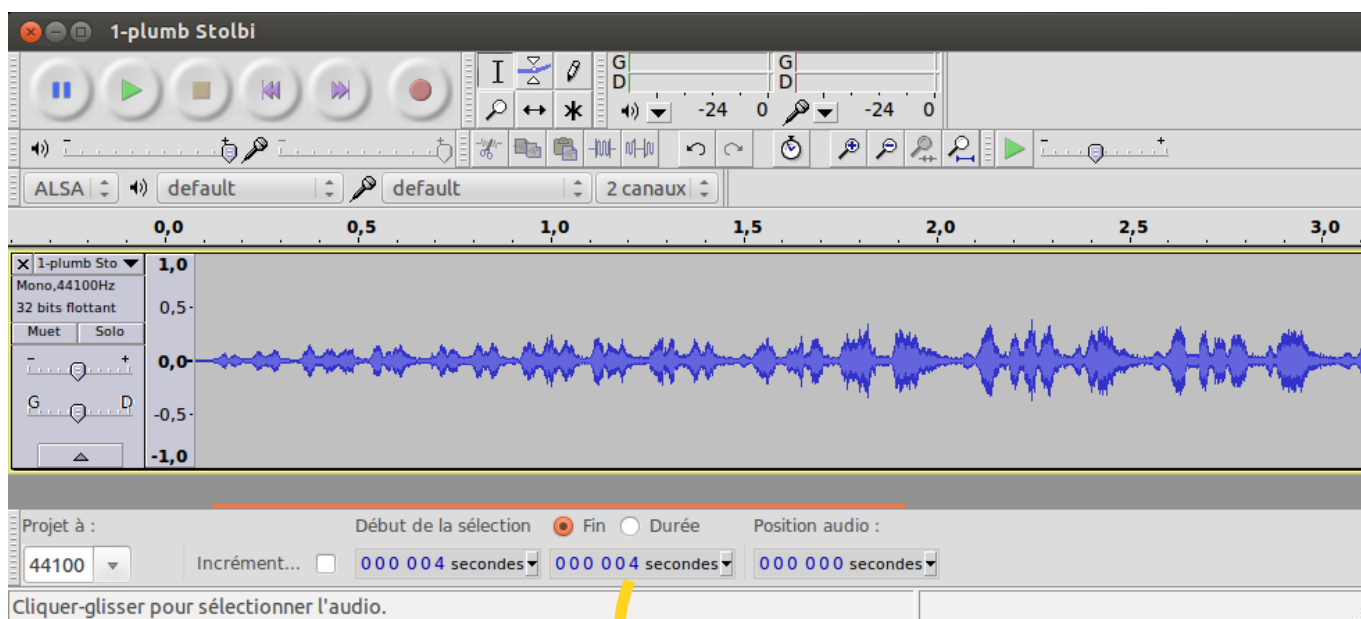 1-plumb Stolbi
G G
D D
-24 0 -24 0
- + - +
- +
ALSA default default 2 canaux
0,0 0,5 1,0 1,5 2,0 2,5 3,0
X 1-plumb Sto 1,0
Mono,44100Hz
32 bits flottant 0,5
Muet Solo
- + 0,0
G D -0,5
-1,0
Projet à : Début de la sélection Fin Durée Position audio :
44100 Incrément... 000 004 secondes 000 004 secondes 000 000 secondes
Cliquer-glisser pour sélectionner l'audio.